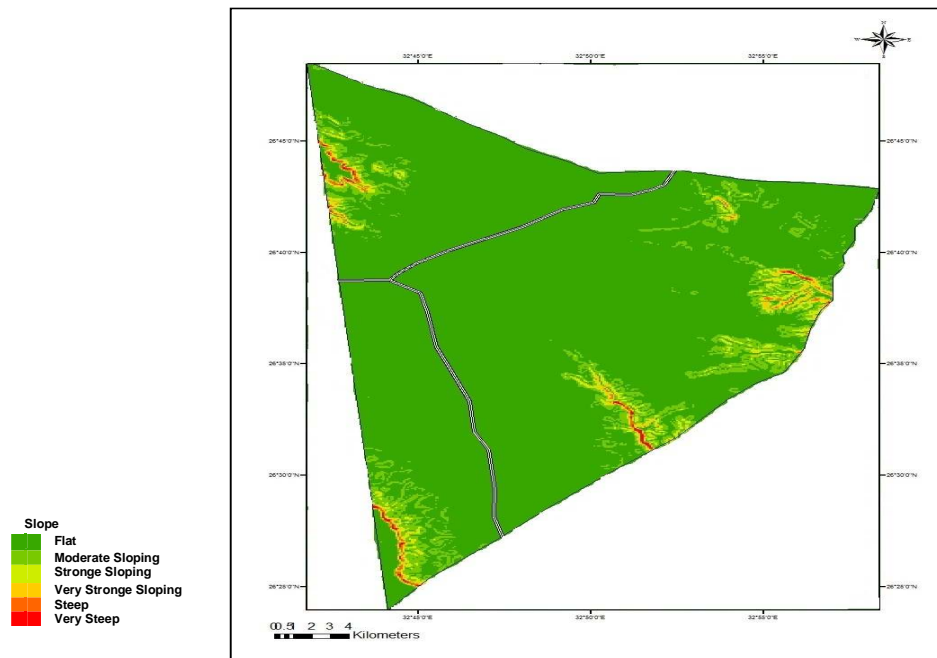 N
W E
S
32°45'0"E 32°50'0"E 32°55'0"E
26°45'0"N 26°45'0"N
26°40'0"N 26°40'0"N
26°35'0"N 26°35'0"N
26°30'0"N 26°30'0"N
26°25'0"N 26°25'0"N
32°45'0"E 32°50'0"E 32°55'0"E
0 0.5 1 2 3 4
Kilometers
Slope
Flat
Moderate Sloping
Stronge Sloping
Very Stronge Sloping
Steep
Very Steep